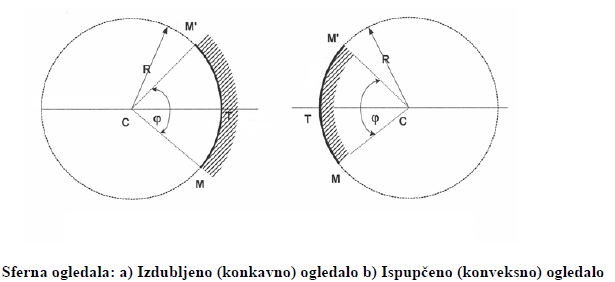 M'
R
C
φ
T
M
M'
R
T
φ
C
M
Sferna ogledala: a) Izdubljeno (konkavno) ogledalo b) Ispupčeno (konveksno) ogledalo